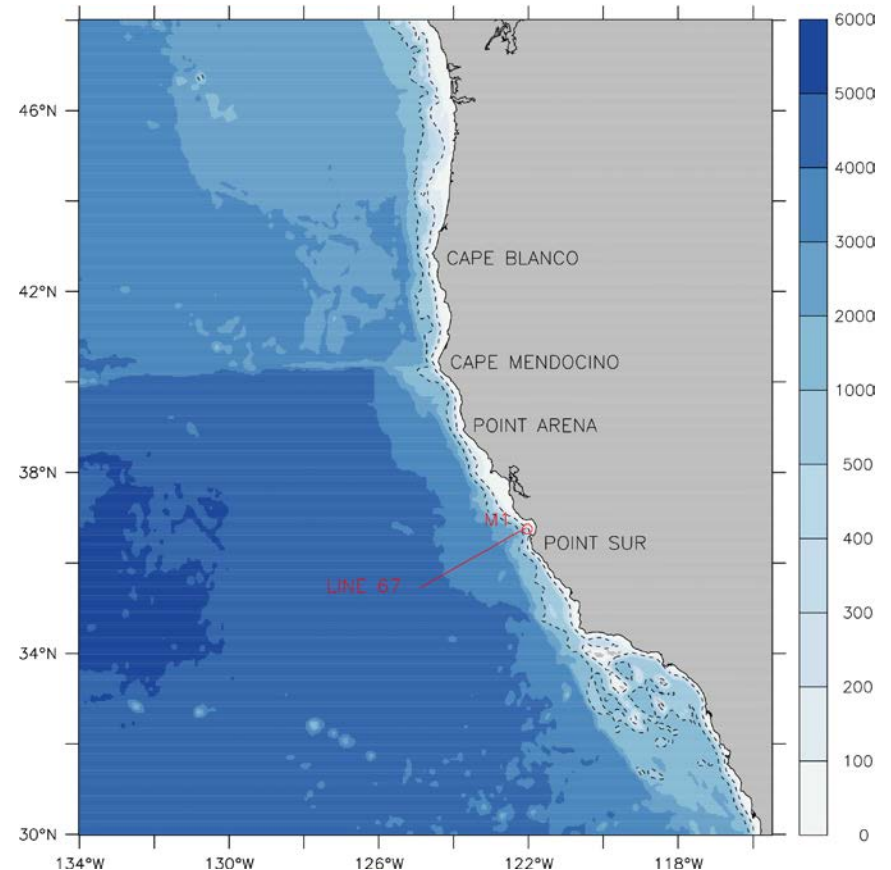 46°N
42°N
38°N
34°N
30°N
134°W
130°W
126°W
122°W
118°W
CAPE BLANCO
CAPE MENDOCINO
POINT ARENA
M1
POINT SUR
LINE 67
6000
5000
4000
3000
2000
1000
500
400
300
200
100
0